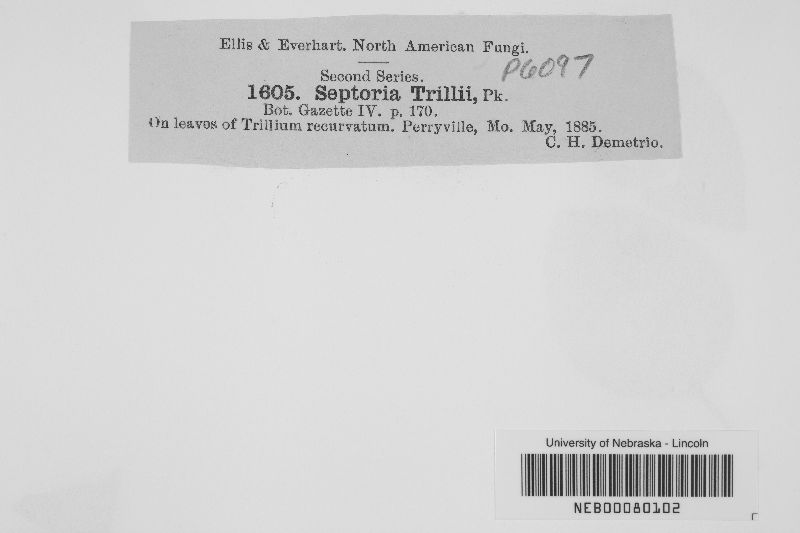 Ellis & Everhart. North American Fungi.
P6097
Second Series.
1605. Septoria Trillii, Pk.
Bot. Gazette IV. p. 170.
On leaves of Trillium recurvatum. Perryville, Mo. May, 1885.
C. H. Demetrio.
University of Nebraska - Lincoln
NEB00080102